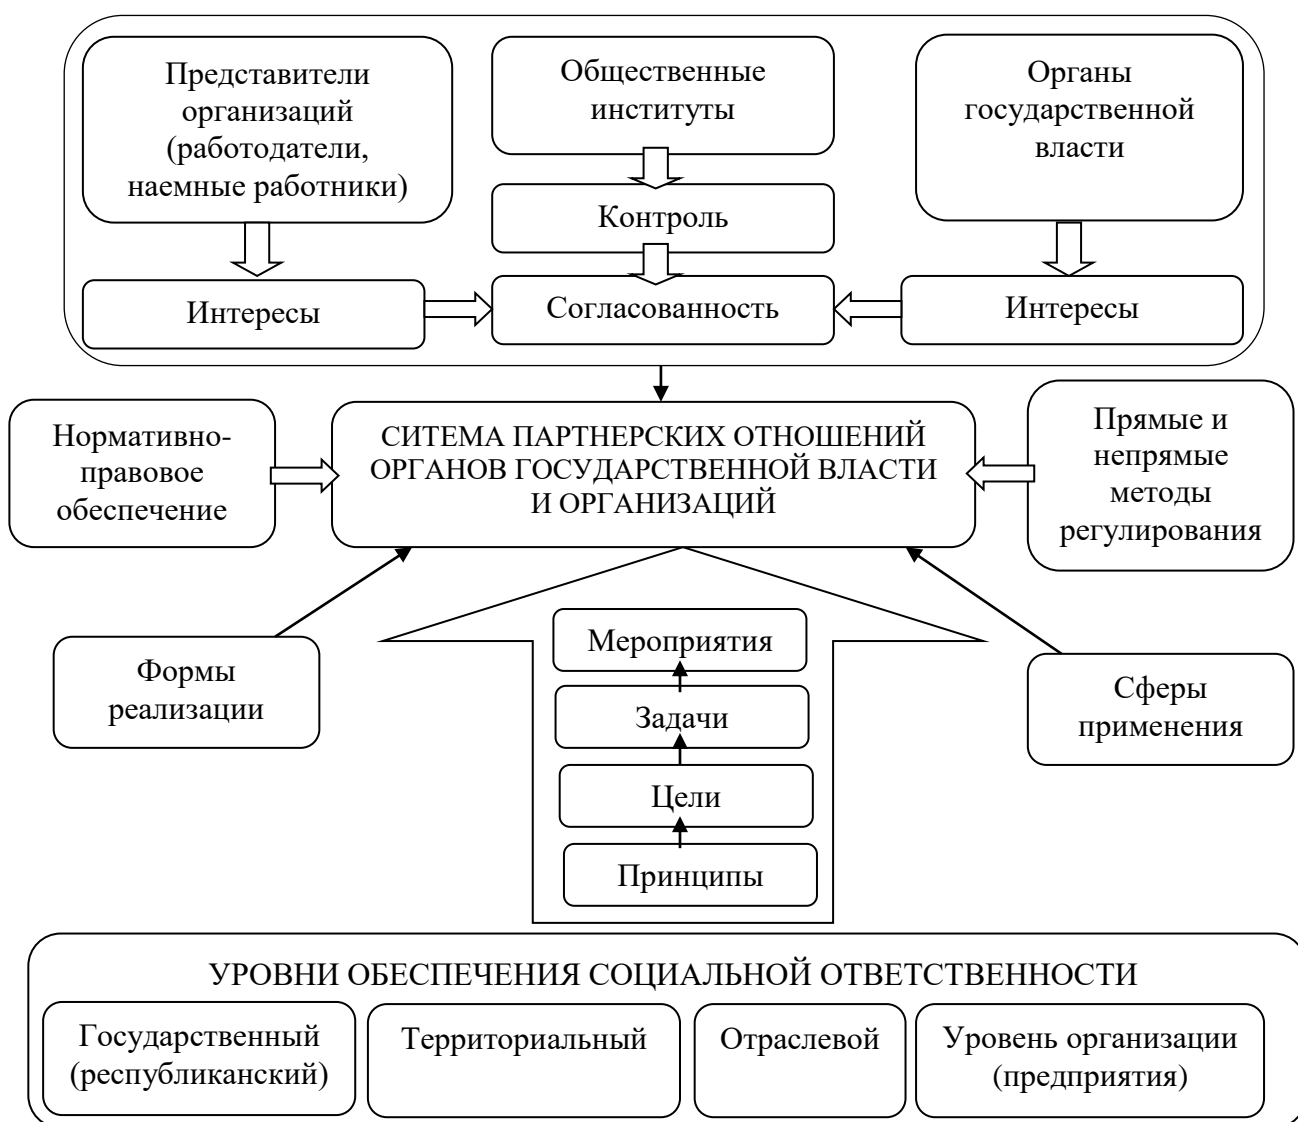 Представители
организаций
(работодатели,
наемные работники)
Общественные
институты
Органы
государственной
власти
Контроль
Интересы
Согласованность
Интересы
Нормативно-
правовое
обеспечение
СИТЕМА ПАРТНЕРСКИХ ОТНОШЕНИЙ
ОРГАНОВ ГОСУДАРСТВЕННОЙ ВЛАСТИ
И ОРГАНИЗАЦИЙ
Прямые и
непрямые
методы
регулирования
Формы
реализации
Мероприятия
Задачи
Цели
Принципы
Сферы
применения
УРОВНИ ОБЕСПЕЧЕНИЯ СОЦИАЛЬНОЙ ОТВЕТСТВЕННОСТИ
Государственный
(республиканский)
Территориальный
Отраслевой
Уровень организации
(предприятия)